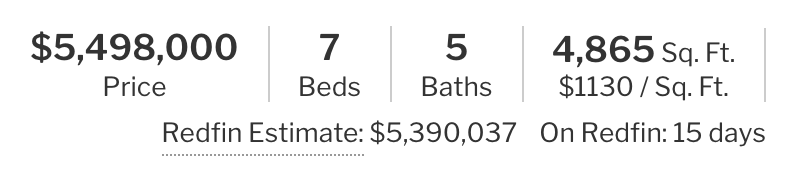 $5,498,000 7 5 4,865 Sq. Ft.
Price Beds Baths $1130 / Sq. Ft.
Redfin Estimate: $5,390,037 On Redfin: 15 days